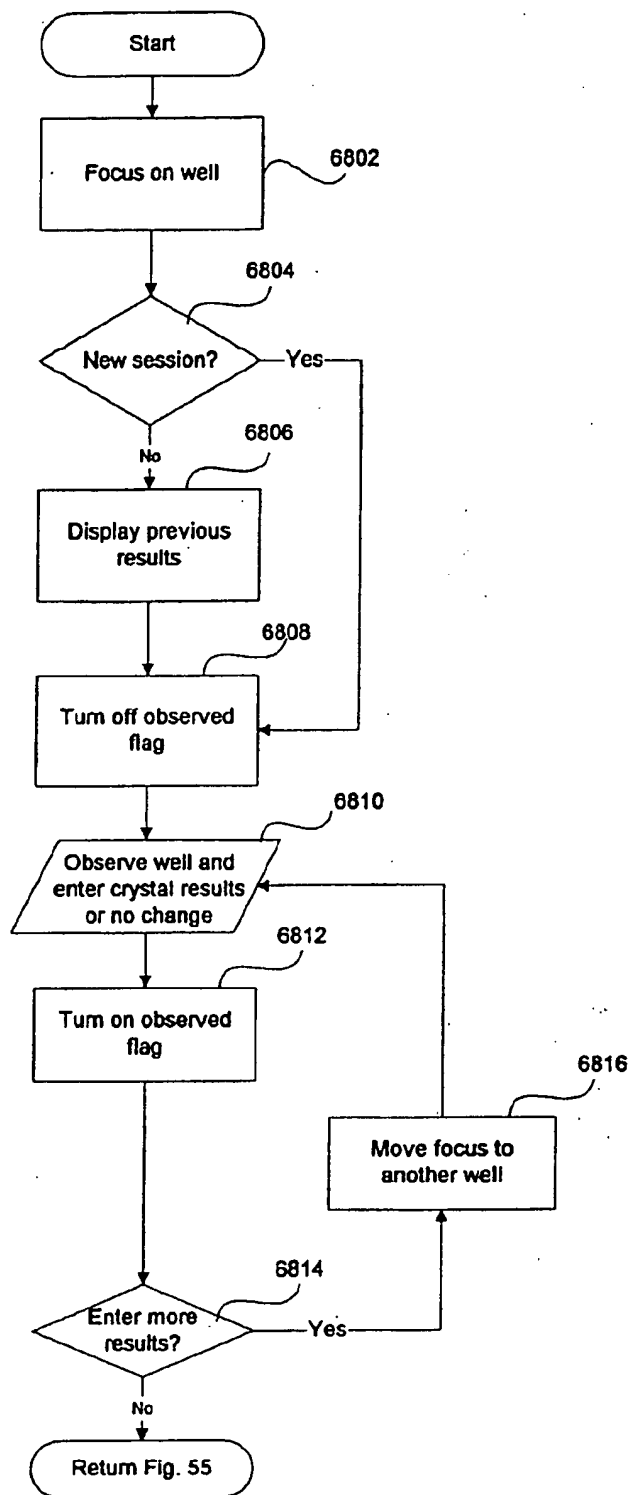 Start
Focus on well
6802
6804
New session?
Yes
No
6806
Display previous
results
6808
Turn off observed
flag
6810
Observe well and
enter crystal results
or no change
6812
Turn on observed
flag
6816
Move focus to
another well
6814
Enter more
results?
Yes
No
Return Fig. 55